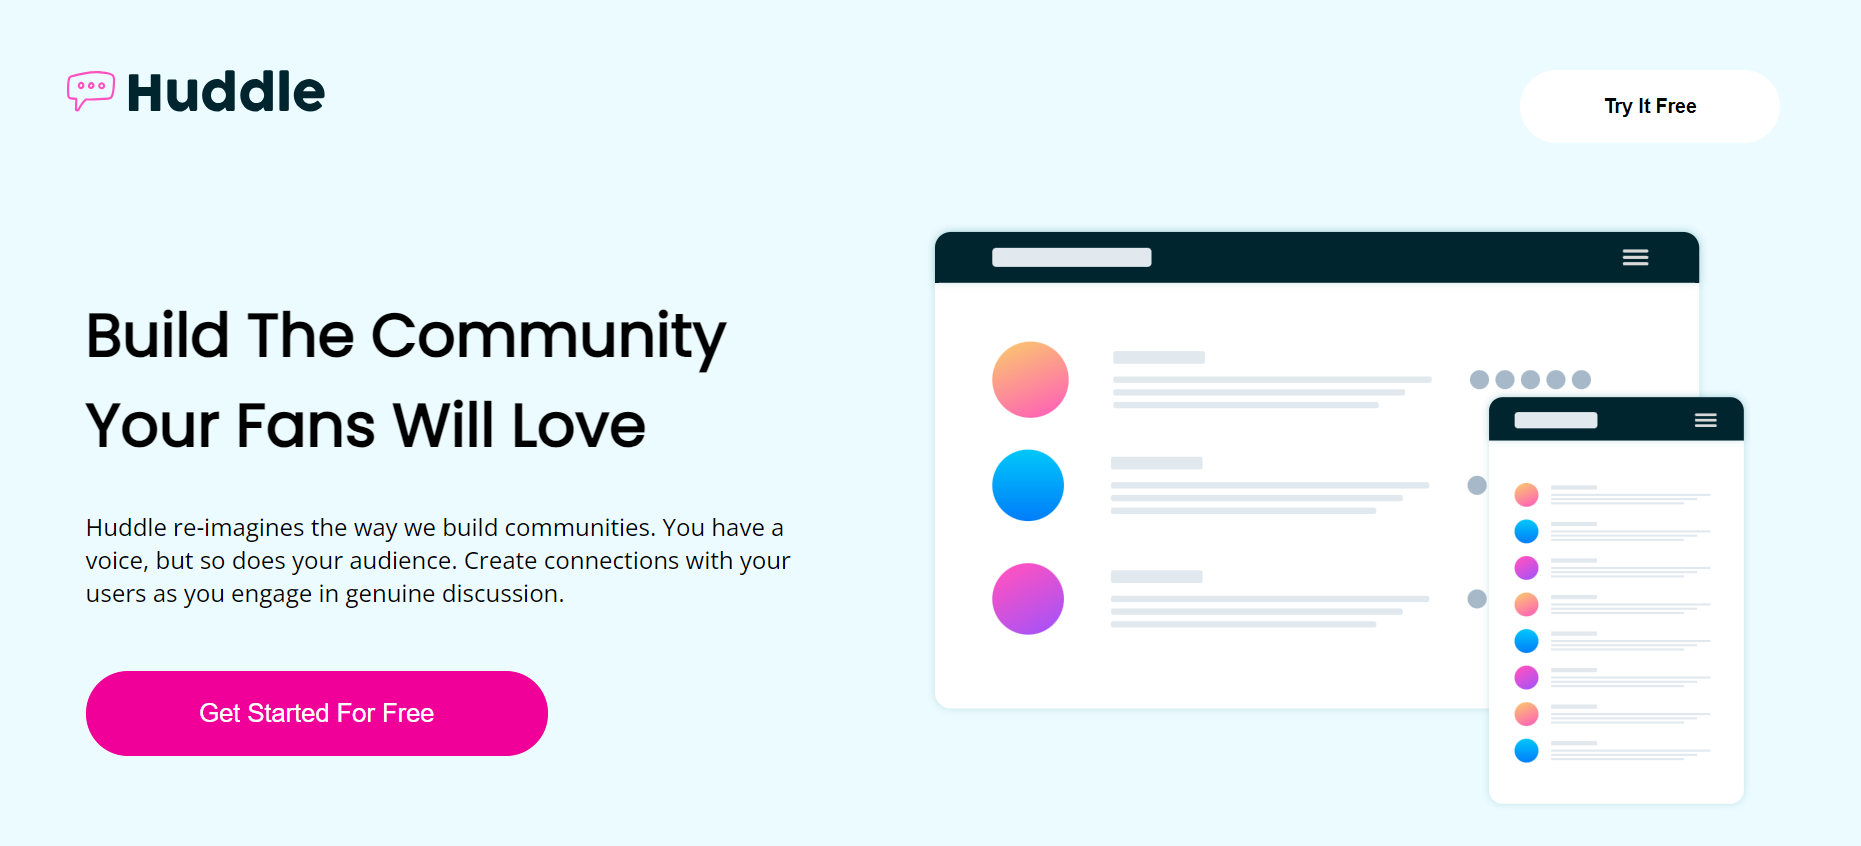 Huddle
Try It Free
Build The Community
Your Fans Will Love
Huddle re-imagines the way we build communities. You have a
voice, but so does your audience. Create connections with your
users as you engage in genuine discussion.
Get Started For Free